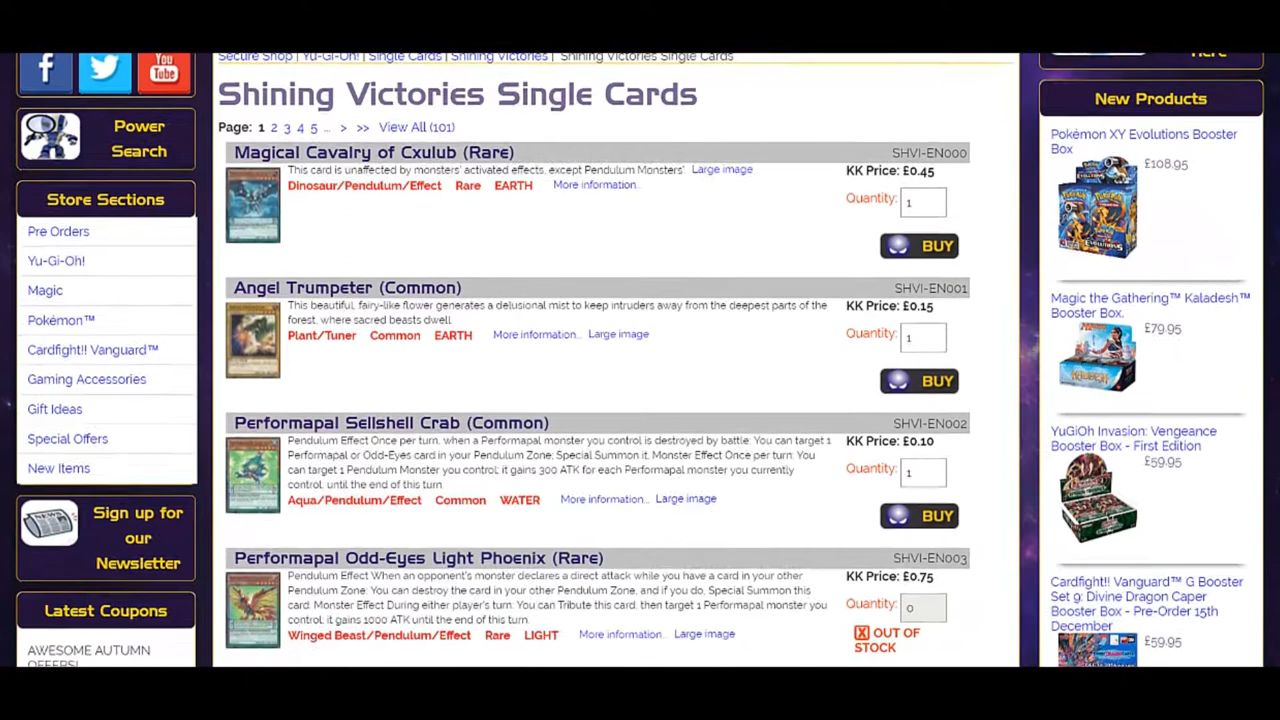 Here
f
You
Tube
Secure Shop | Yu-Gi-Oh! | Single Cards | Shining Victories | Shining Victories Single Cards
Power
Search
Store Sections
Pre Orders
Yu-Gi-Oh!
Magic
Pokémon™
Cardfight!! Vanguard™
Gaming Accessories
Gift Ideas
Special Offers
New Items
NEWS
Sign up for
our
Newsletter
Latest Coupons
AWESOME AUTUMN
OFFERS!
Shining Victories Single Cards
Page: 1 2 3 4 5 ... > >> View All (101)
Magical Cavalry of Cxulub (Rare) SHVI-EN000
This card is unaffected by monsters' activated effects, except Pendulum Monsters' Large image
Dinosaur/Pendulum/Effect Rare EARTH More information..
KK Price: £0.45
Quantity: 1
BUY
Angel Trumpeter (Common) SHVI-EN001
This beautiful, fairy-like flower generates a delusional mist to keep intruders away from the deepest parts of the
forest, where sacred beasts dwell
Plant/Tuner Common EARTH More information... Large image
KK Price: £0.15
Quantity: 1
BUY
Performapal Sellshell Crab (Common) SHVI-EN002
Pendulum Effect Once per turn, when a Performapal monster you control is destroyed by battle: You can target 1
Performapal or Odd-Eyes card in your Pendulum Zone; Special Summon it. Monster Effect Once per turn: You
can target 1 Pendulum Monster you control; it gains 300 ATK for each Performapal monster you currently
control, until the end of this turn.
Aqua/Pendulum/Effect Common WATER More information... Large image
KK Price: £0.10
Quantity: 1
BUY
Performapal Odd-Eyes Light Phoenix (Rare) SHVI-EN003
Pendulum Effect When an opponent's monster declares a direct attack while you have a card in your other
Pendulum Zone: You can destroy the card in your other Pendulum Zone, and if you do, Special Summon this
card. Monster Effect During either player's turn: You can Tribute this card, then target 1 Performapal monster you
control; it gains 1000 ATK until the end of this turn.
Winged Beast/Pendulum/Effect Rare LIGHT More information... Large image
KK Price: £0.75
Quantity: 0
X OUT OF
STOCK
New Products
Pokémon XY Evolutions Booster
Box
£108.95
Magic the Gathering™ Kaladesh™
Booster Box.
£79.95
YuGiOh Invasion: Vengeance
Booster Box - First Edition
£59.95
Cardfight!! Vanguard™ G Booster
Set 9: Divine Dragon Caper
Booster Box - Pre-Order 15th
December
£59.95